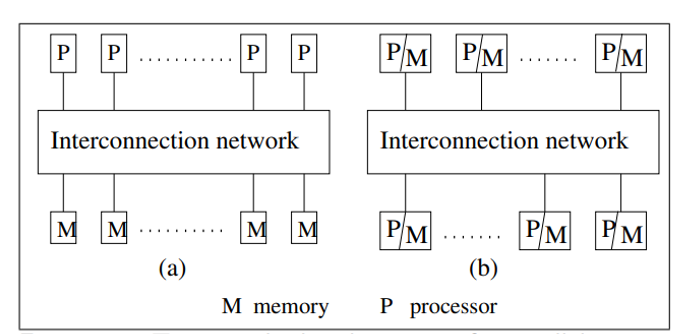 P P ........... P P
Interconnection network
M M .......... M M
(a)
P/M P/M ....... P/M
Interconnection network
P/M ....... P/M P/M
(b)
M memory P processor